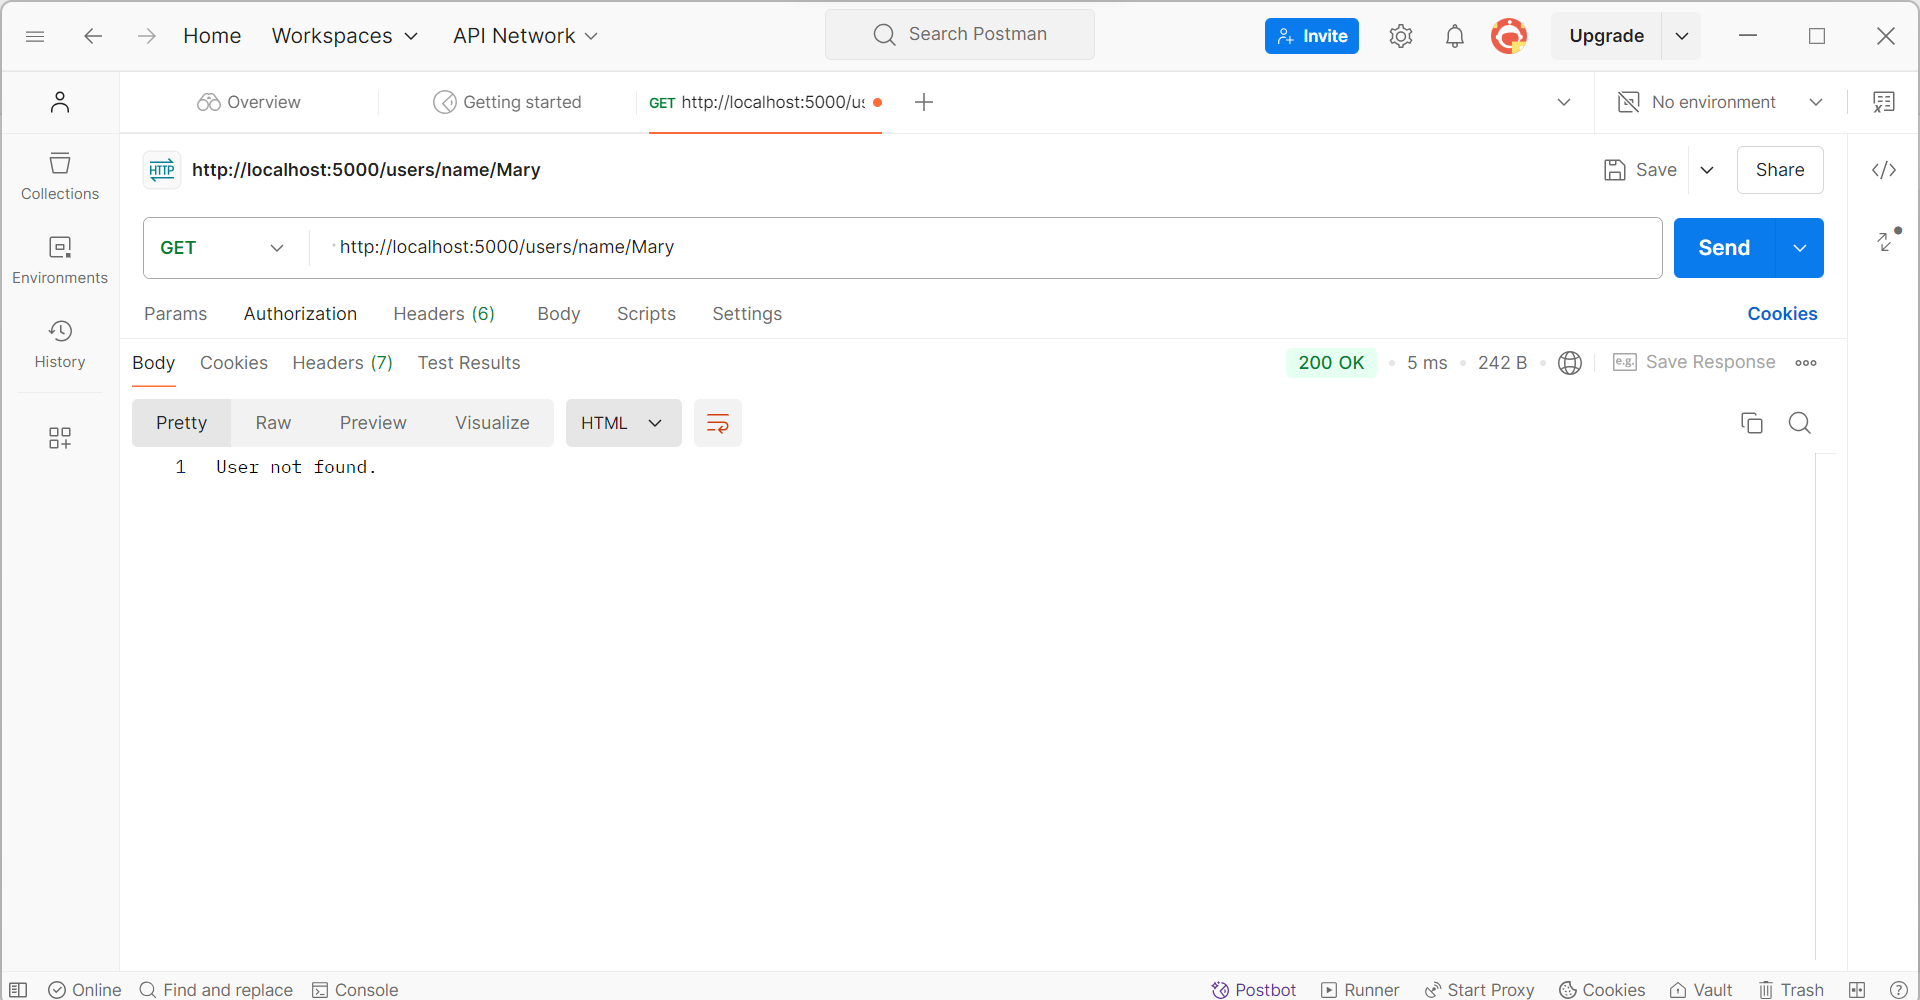 Home Workspaces API Network Search Postman Invite Upgrade
Overview Getting started GET http://localhost:5000/us No environment
HTTP http://localhost:5000/users/name/Mary Save Share
Collections
GET http://localhost:5000/users/name/Mary Send
Environments
Params Authorization Headers (6) Body Scripts Settings Cookies
History
Body Cookies Headers (7) Test Results 200 OK 5 ms 242 B e.g. Save Response
Pretty Raw Preview Visualize HTML
1 User not found.
Online Find and replace Console Postbot Runner Start Proxy Cookies Vault Trash